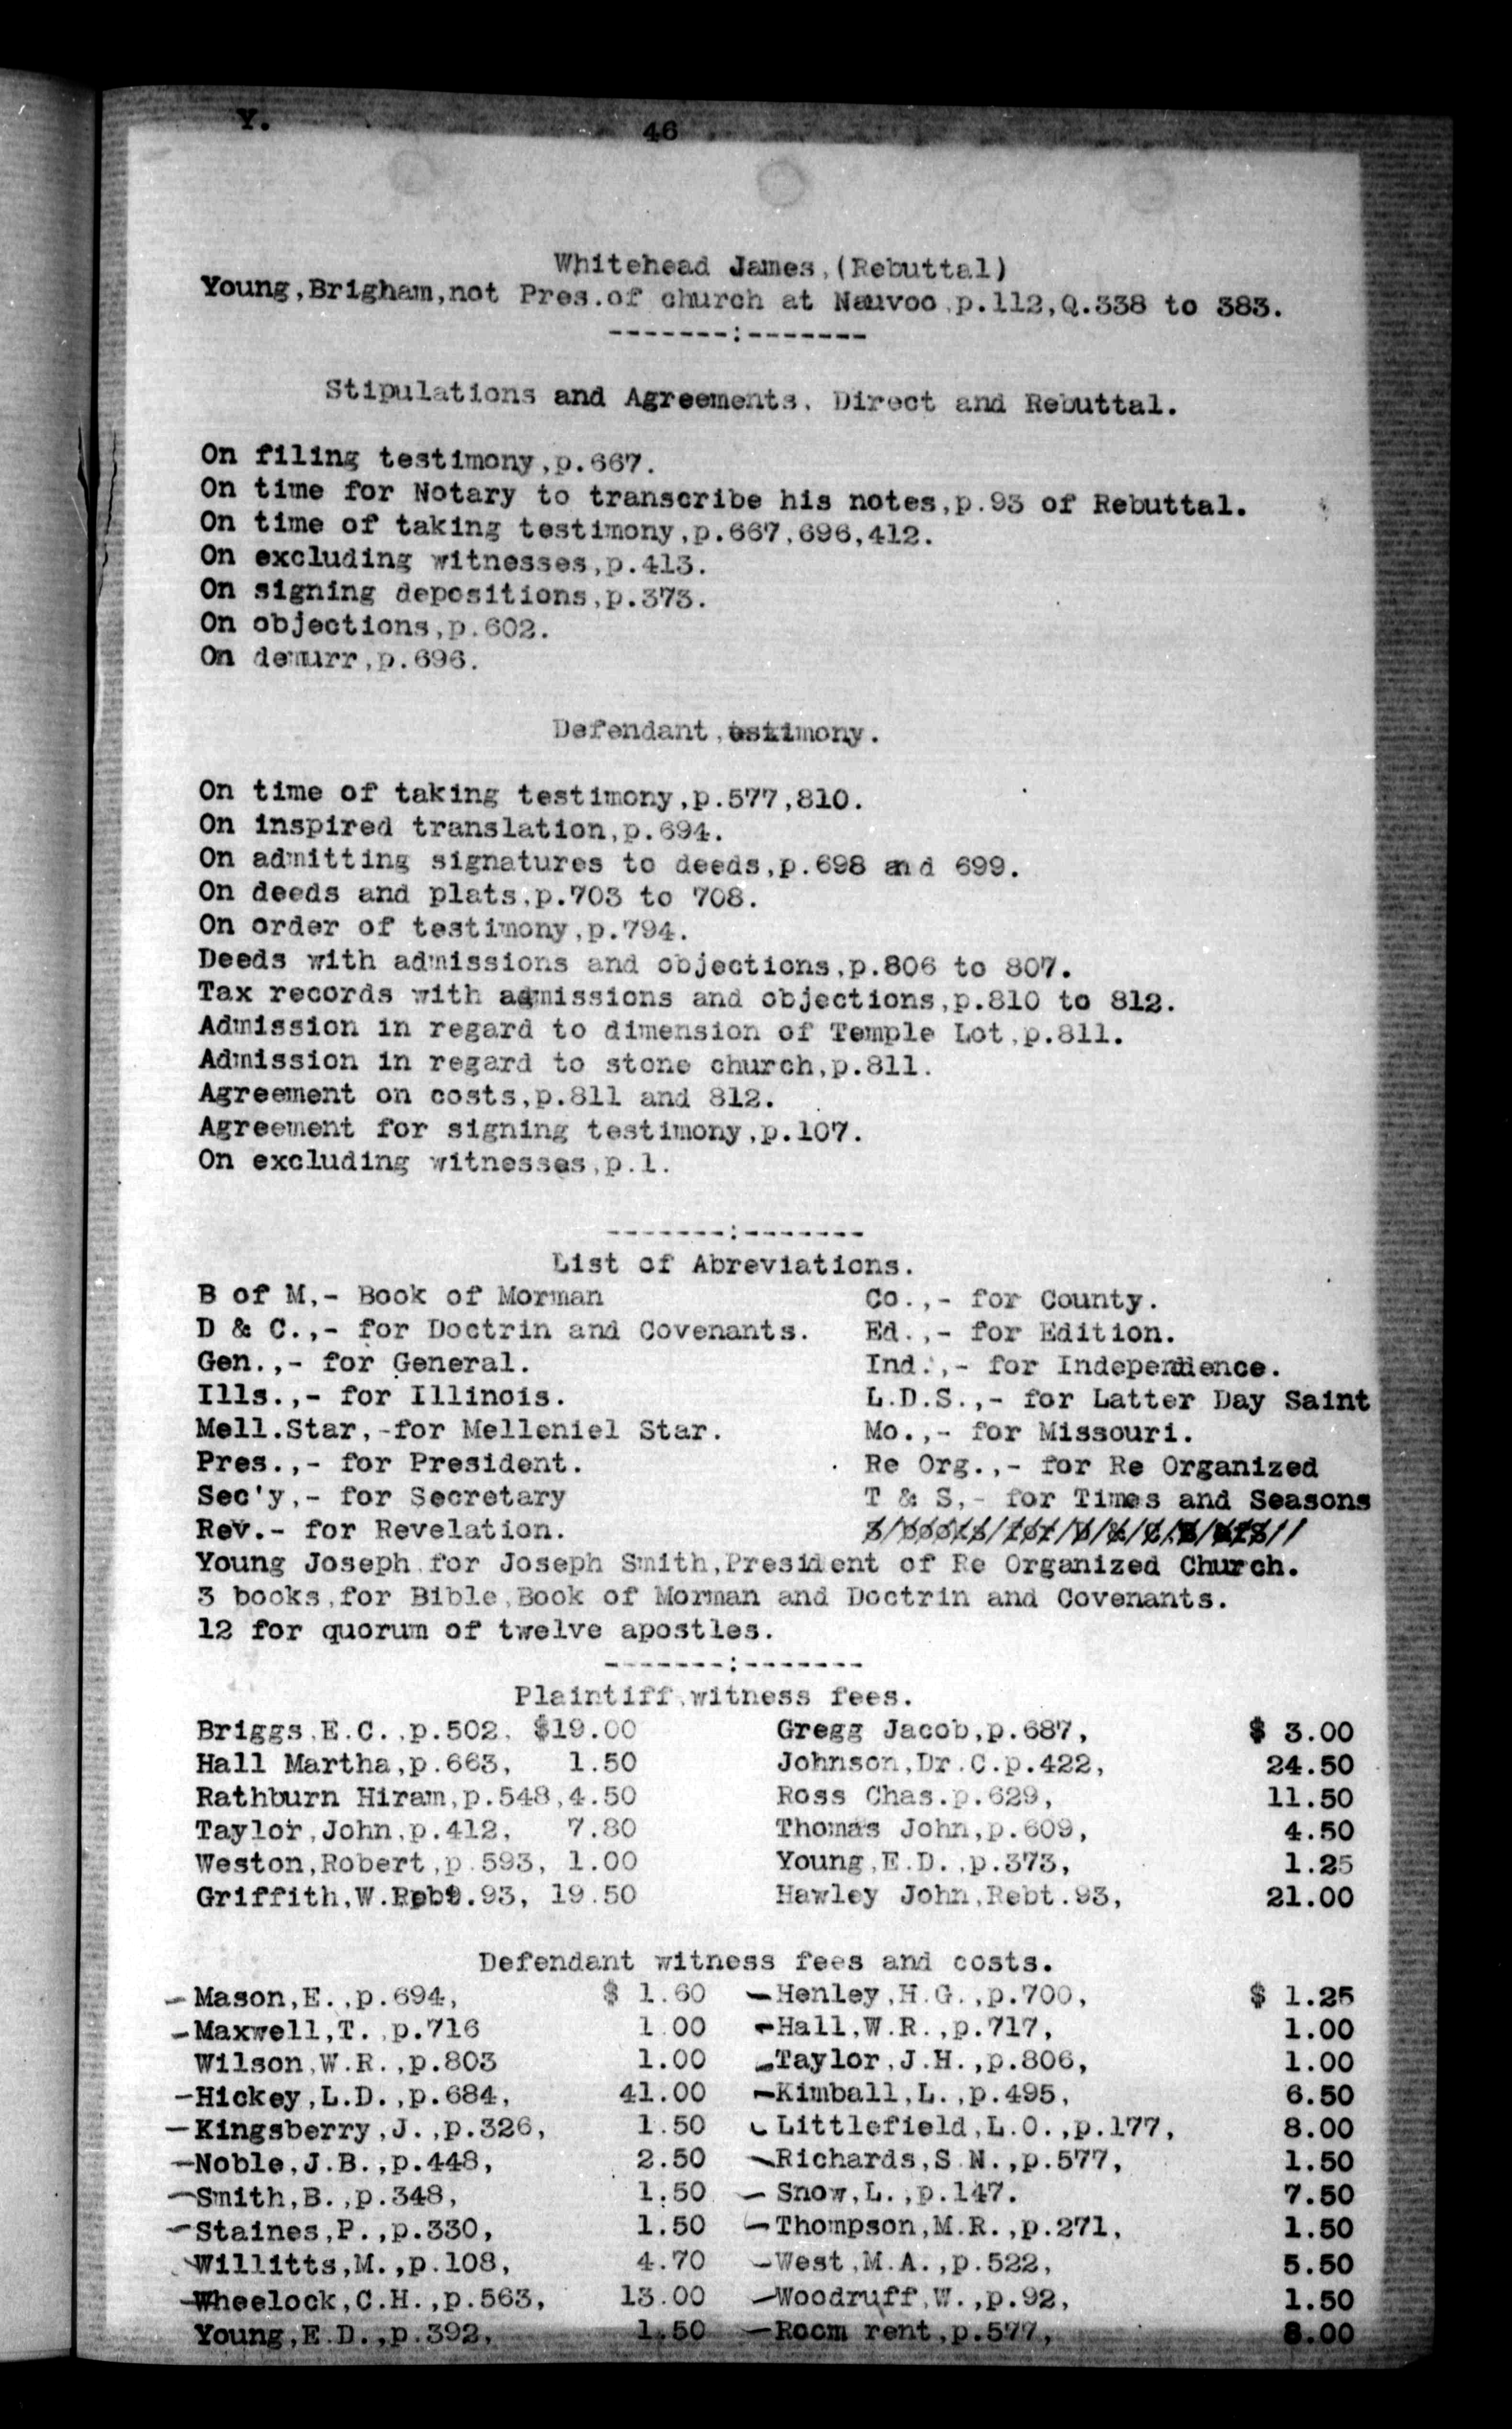 Y.
46
Whitehead James,(Rebuttal)
Young,Brigham,not Pres.of church at Nauvoo,p.112,Q.338 to 383.
-------:-------
Stipulations and Agreements, Direct and Rebuttal.
On filing testimony,p.667.
On time for Notary to transcribe his notes,p.93 of Rebuttal.
On time of taking testimony,p.667,696,412.
On excluding witnesses,p.413.
On signing depositions,p.373.
On objections,p.602.
On demurr,p.696.
Defendant,testimony.
On time of taking testimony,p.577,810.
On inspired translation,p.694.
On admitting signatures to deeds,p.698 and 699.
On deeds and plats,p.703 to 708.
On order of testimony,p.794.
Deeds with admissions and objections,p.806 to 807.
Tax records with admissions and objections,p.810 to 812.
Admission in regard to dimension of Temple Lot,p.811.
Admission in regard to stone church,p.811.
Agreement on costs,p.811 and 812.
Agreement for signing testimony,p.107.
On excluding witnesses,p.1.
-------:-------
List of Abreviations.
B of M,- Book of Morman Co.,- for County.
D & C.,- for Doctrin and Covenants. Ed.,- for Edition.
Gen.,- for General. Ind.,- for Independence.
Ills.,- for Illinois. L.D.S.,- for Latter Day Saint
Mell.Star,-for Melleniel Star. Mo.,- for Missouri.
Pres.,- for President. Re Org.,- for Re Organized
Sec'y,- for Secretary T & S,- for Times and Seasons
Rev.- for Revelation. 3 books for B & C
Young Joseph,for Joseph Smith,President of Re Organized Church.
3 books,for Bible,Book of Morman and Doctrin and Covenants.
12 for quorum of twelve apostles.
-------:-------
Plaintiff,witness fees.
Briggs,E.C.,p.502, $19.00 Gregg Jacob,p.687, $ 3.00
Hall Martha,p.663, 1.50 Johnson,Dr.C.p.422, 24.50
Rathburn Hiram,p.548,4.50 Ross Chas.p.629, 11.50
Taylor,John,p.412, 7.80 Thomas John,p.609, 4.50
Weston,Robert,p.593, 1.00 Young,E.D.,p.373, 1.25
Griffith,W.Rebt.93, 19.50 Hawley John,Rebt.93, 21.00
Defendant witness fees and costs.
-Mason,E.,p.694, $ 1.60 -Henley,H.G.,p.700, $ 1.25
-Maxwell,T.,p.716 1.00 -Hall,W.R.,p.717, 1.00
Wilson,W.R.,p.803 1.00 -Taylor,J.H.,p.806, 1.00
-Hickey,L.D.,p.684, 41.00 -Kimball,L.,p.495, 6.50
-Kingsberry,J.,p.326, 1.50 -Littlefield,L.O.,p.177, 8.00
-Noble,J.B.,p.448, 2.50 -Richards,S.N.,p.577, 1.50
-Smith,B.,p.348, 1.50 -Snow,L.,p.147. 7.50
-Staines,P.,p.330, 1.50 -Thompson,M.R.,p.271, 1.50
-Willitts,M.,p.108, 4.70 -West,M.A.,p.522, 5.50
-Wheelock,C.H.,p.563, 13.00 -Woodruff,W.,p.92, 1.50
Young,E.D.,p.392, 1.50 -Room rent,p.577, 8.00